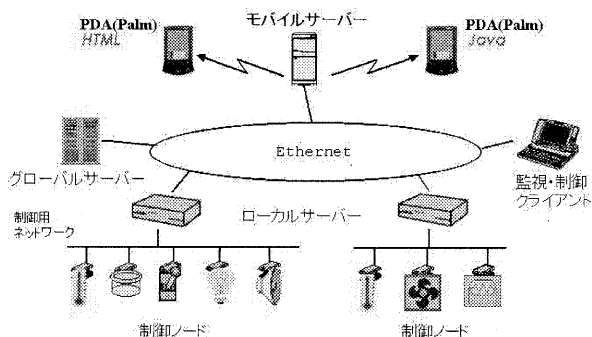 PDA(Palm)
HTML
モバイルサーバー
PDA(Palm)
Java
Ethernet
グローバルサーバー
監視・制御
クライアント
制御用
ネットワーク
ローカルサーバー
制御ノード
制御ノード